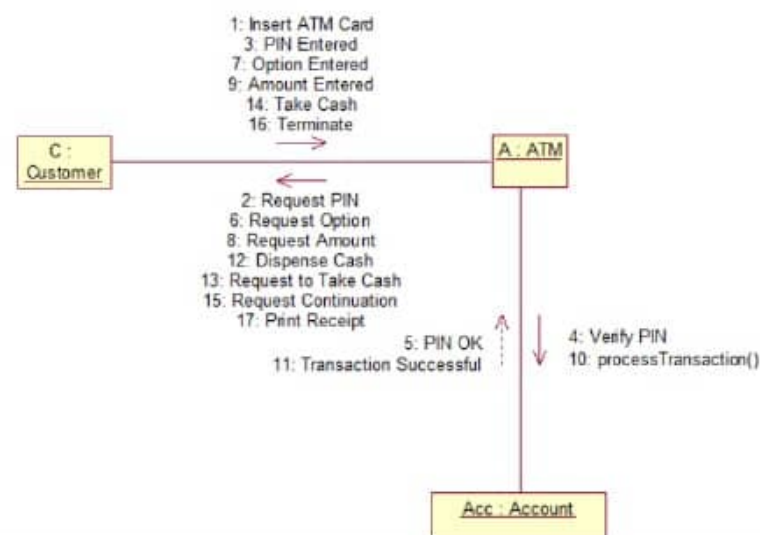 1: Insert ATM Card
3: PIN Entered
7: Option Entered
9: Amount Entered
14: Take Cash
16: Terminate
C :
Customer
A : ATM
2: Request PIN
6: Request Option
8: Request Amount
12: Dispense Cash
13: Request to Take Cash
15: Request Continuation
17: Print Receipt
5: PIN OK
11: Transaction Successful
4: Verify PIN
10: processTransaction()
Acc : Account